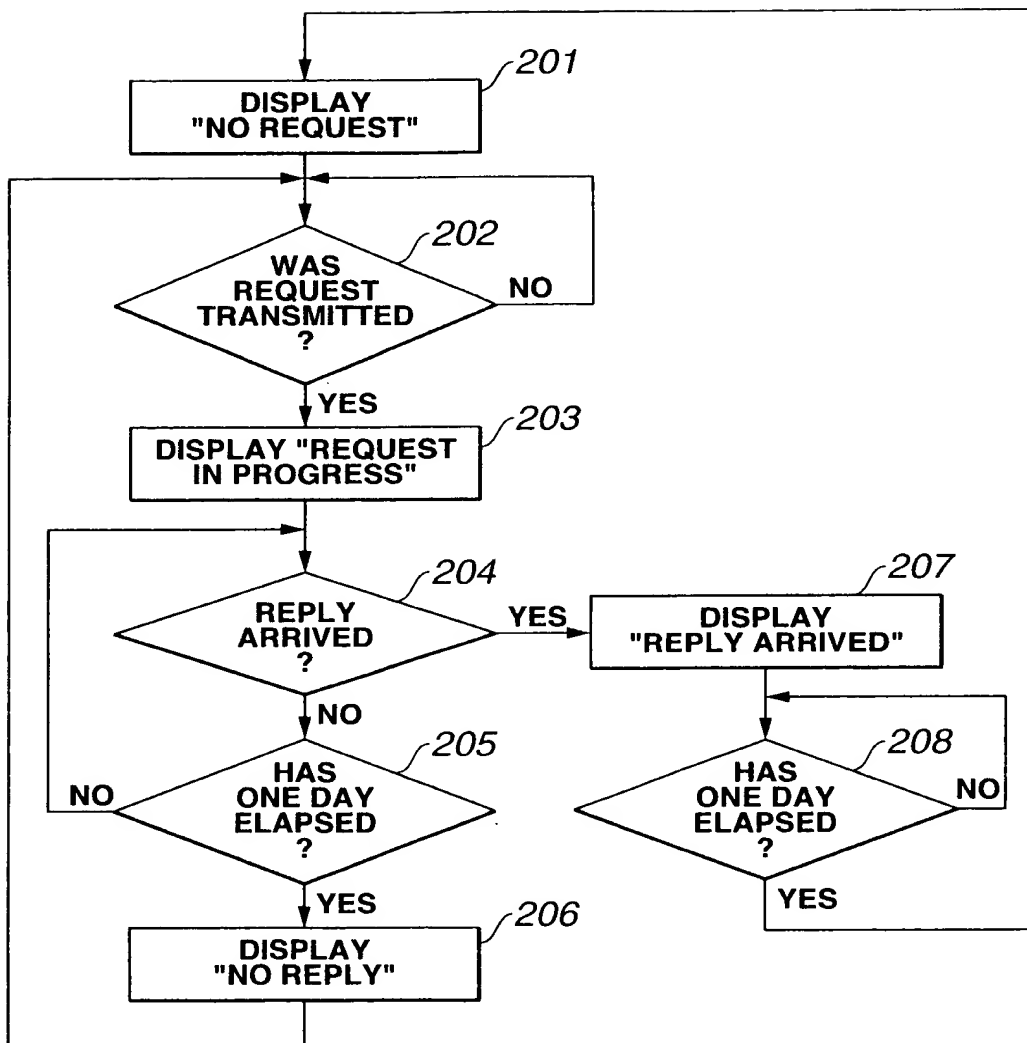 201
DISPLAY
"NO REQUEST"
202
WAS
REQUEST
TRANSMITTED
?
NO
YES
203
DISPLAY "REQUEST
IN PROGRESS"
204
REPLY
ARRIVED
?
YES
207
DISPLAY
"REPLY ARRIVED"
NO
205
HAS
ONE DAY
ELAPSED
?
NO
208
HAS
ONE DAY
ELAPSED
?
NO
YES
YES
206
DISPLAY
"NO REPLY"